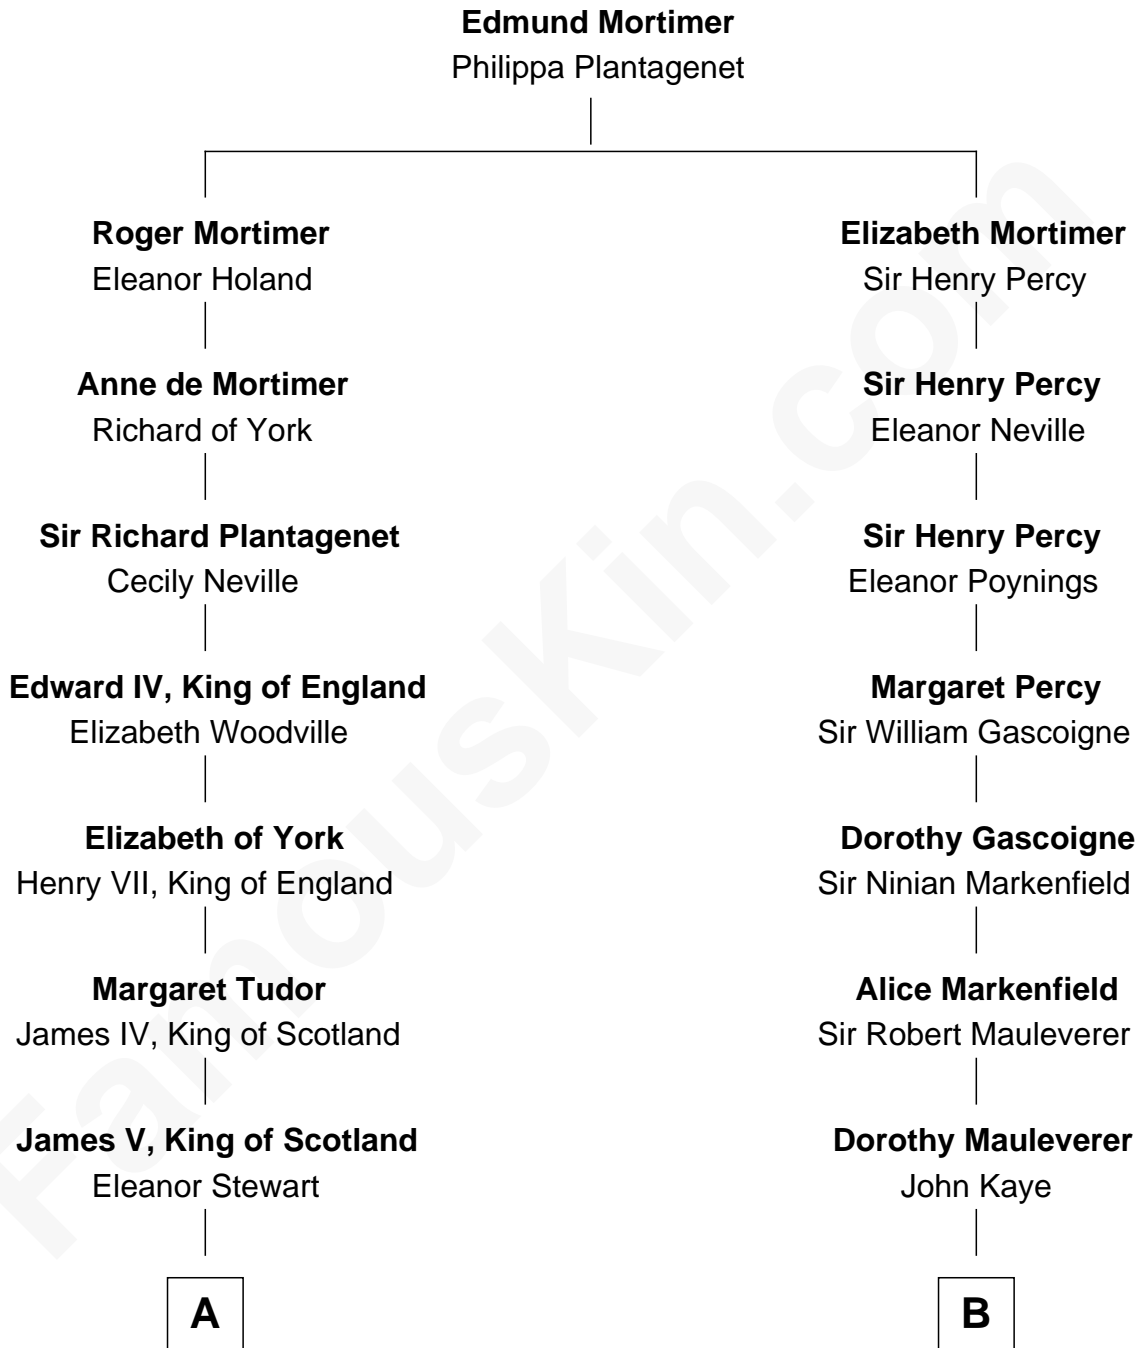 Edmund Mortimer
Philippa Plantagenet
Roger Mortimer
Eleanor Holand
Anne de Mortimer
Richard of York
Sir Richard Plantagenet
Cecily Neville
Edward IV, King of England
Elizabeth Woodville
Elizabeth of York
Henry VII, King of England
Margaret Tudor
James IV, King of Scotland
James V, King of Scotland
Eleanor Stewart
A
Elizabeth Mortimer
Sir Henry Percy
Sir Henry Percy
Eleanor Neville
Sir Henry Percy
Eleanor Poynings
Margaret Percy
Sir William Gascoigne
Dorothy Gascoigne
Sir Ninian Markenfield
Alice Markenfield
Sir Robert Mauleverer
Dorothy Mauleverer
John Kaye
B
FamousKin.com